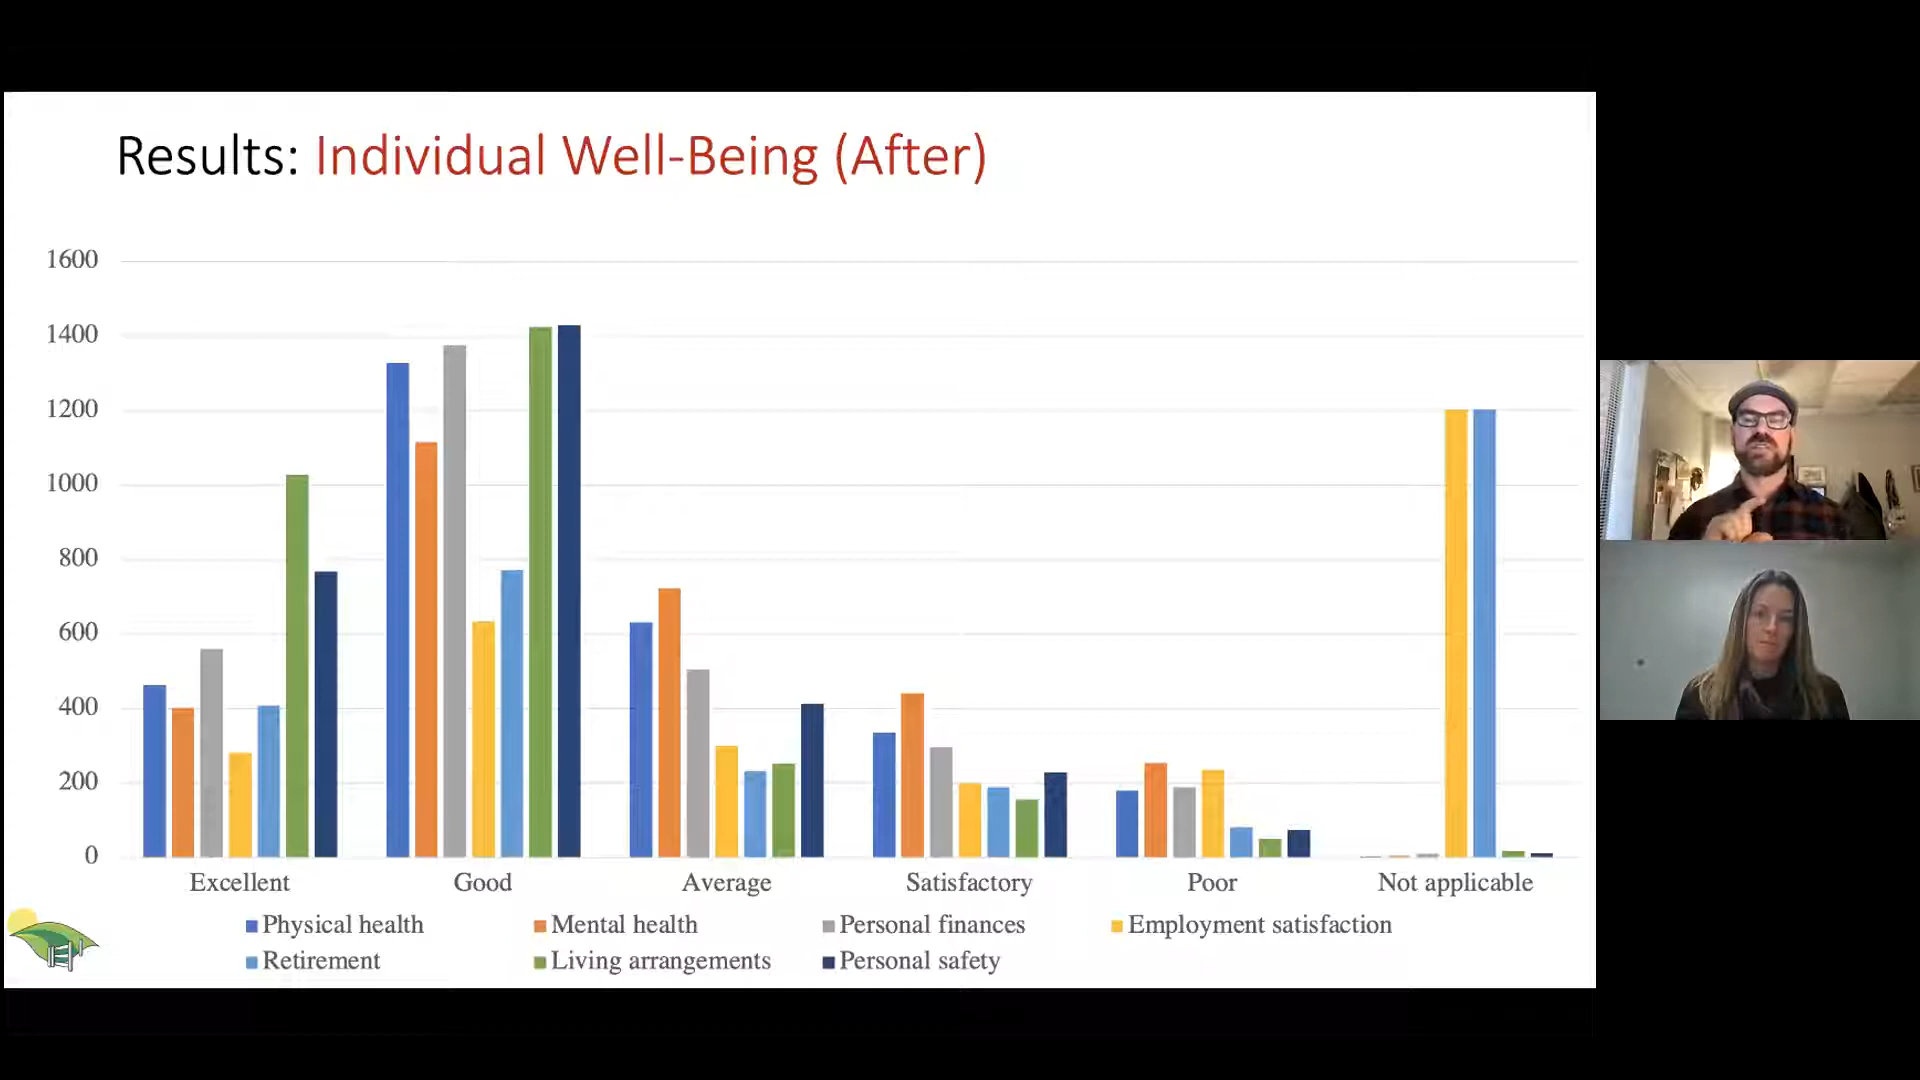 Results: Individual Well-Being (After)
1600
1400
1200
1000
800
600
400
200
0
Excellent Good Average Satisfactory Poor Not applicable
Physical health Mental health Personal finances Employment satisfaction
Retirement Living arrangements Personal safety